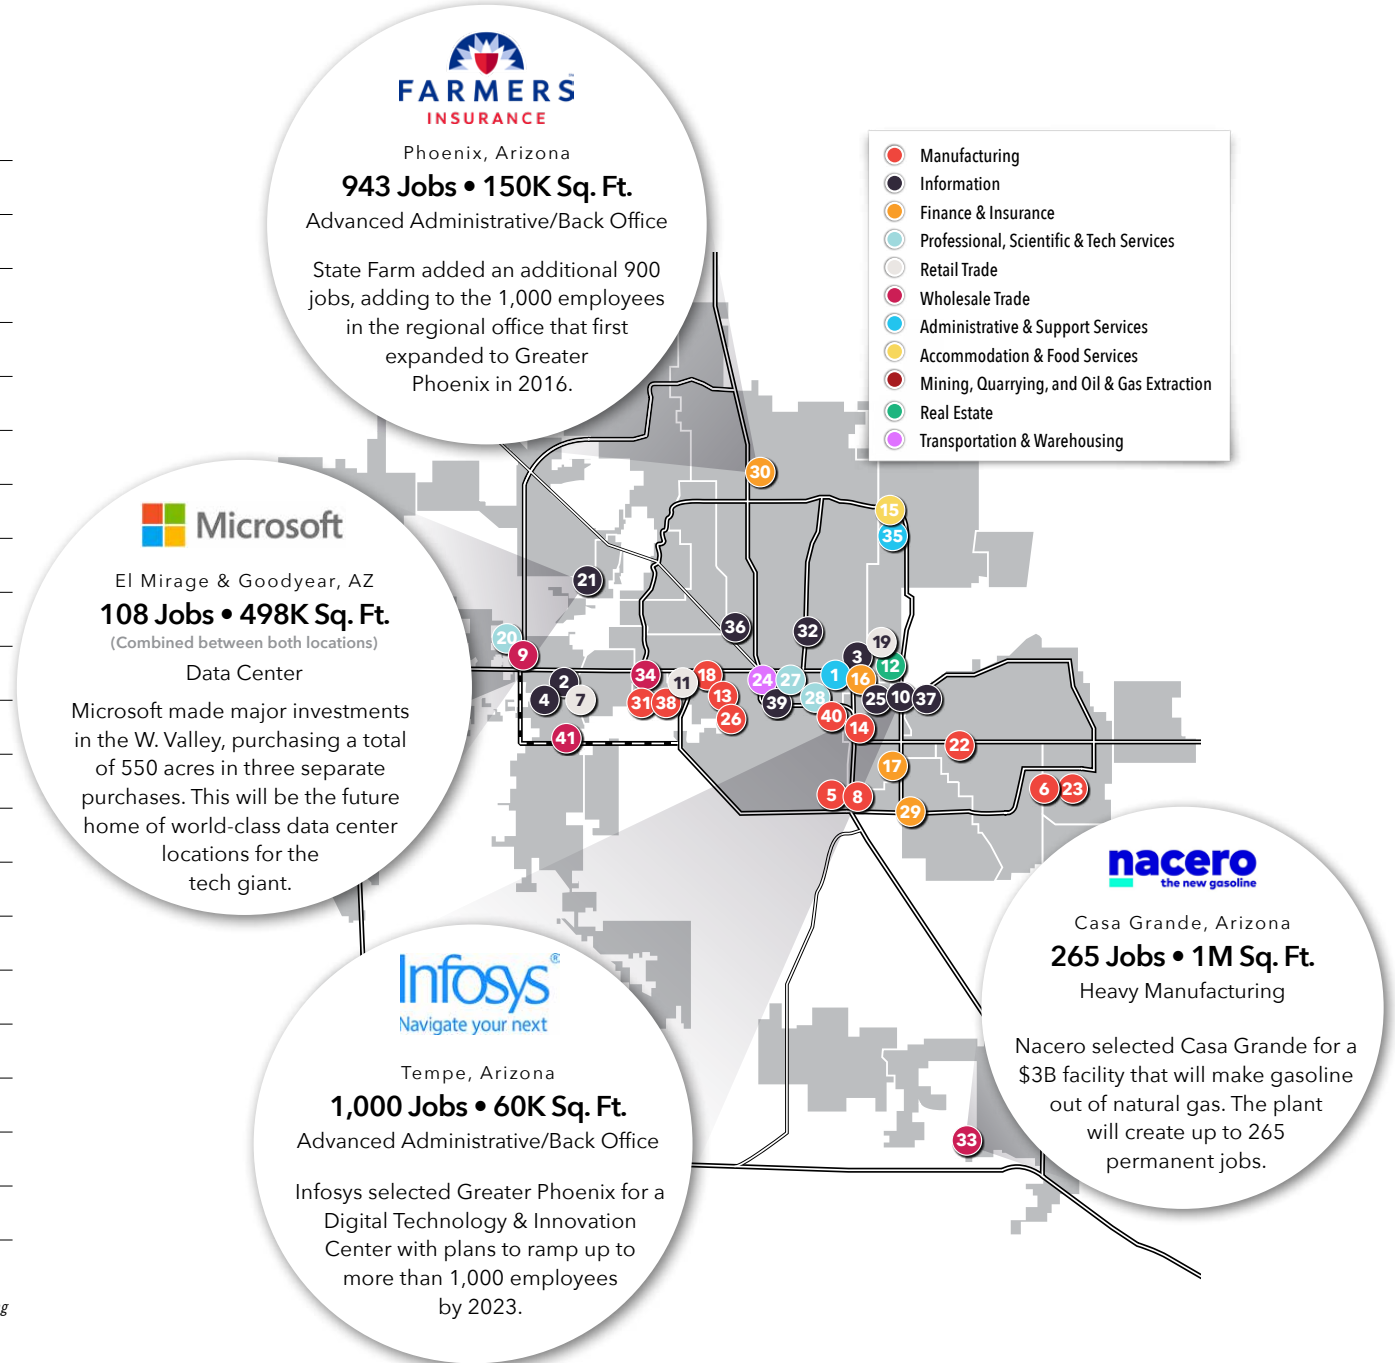 FARMERS
INSURANCE
Phoenix, Arizona
943 Jobs • 150K Sq. Ft.
Advanced Administrative/Back Office
State Farm added an additional 900
jobs, adding to the 1,000 employees
in the regional office that first
expanded to Greater
Phoenix in 2016.
Manufacturing
Information
Finance & Insurance
Professional, Scientific & Tech Services
Retail Trade
Wholesale Trade
Administrative & Support Services
Accommodation & Food Services
Mining, Quarrying, and Oil & Gas Extraction
Real Estate
Transportation & Warehousing
Microsoft
El Mirage & Goodyear, AZ
108 Jobs • 498K Sq. Ft.
(Combined between both locations)
Data Center
Microsoft made major investments
in the W. Valley, purchasing a total
of 550 acres in three separate
purchases. This will be the future
home of world-class data center
locations for the
tech giant.
30
15
35
21
36
32
20
19
9
3
12
34
18
11
24
27
1
16
2
4
7
31
38
13
26
39
28
25
10
37
40
14
41
22
17
5
8
29
6
23
33
nacero
the new gasoline
Casa Grande, Arizona
265 Jobs • 1M Sq. Ft.
Heavy Manufacturing
Nacero selected Casa Grande for a
$3B facility that will make gasoline
out of natural gas. The plant
will create up to 265
permanent jobs.
Infosys®
Navigate your next
Tempe, Arizona
1,000 Jobs • 60K Sq. Ft.
Advanced Administrative/Back Office
Infosys selected Greater Phoenix for a
Digital Technology & Innovation
Center with plans to ramp up to
more than 1,000 employees
by 2023.